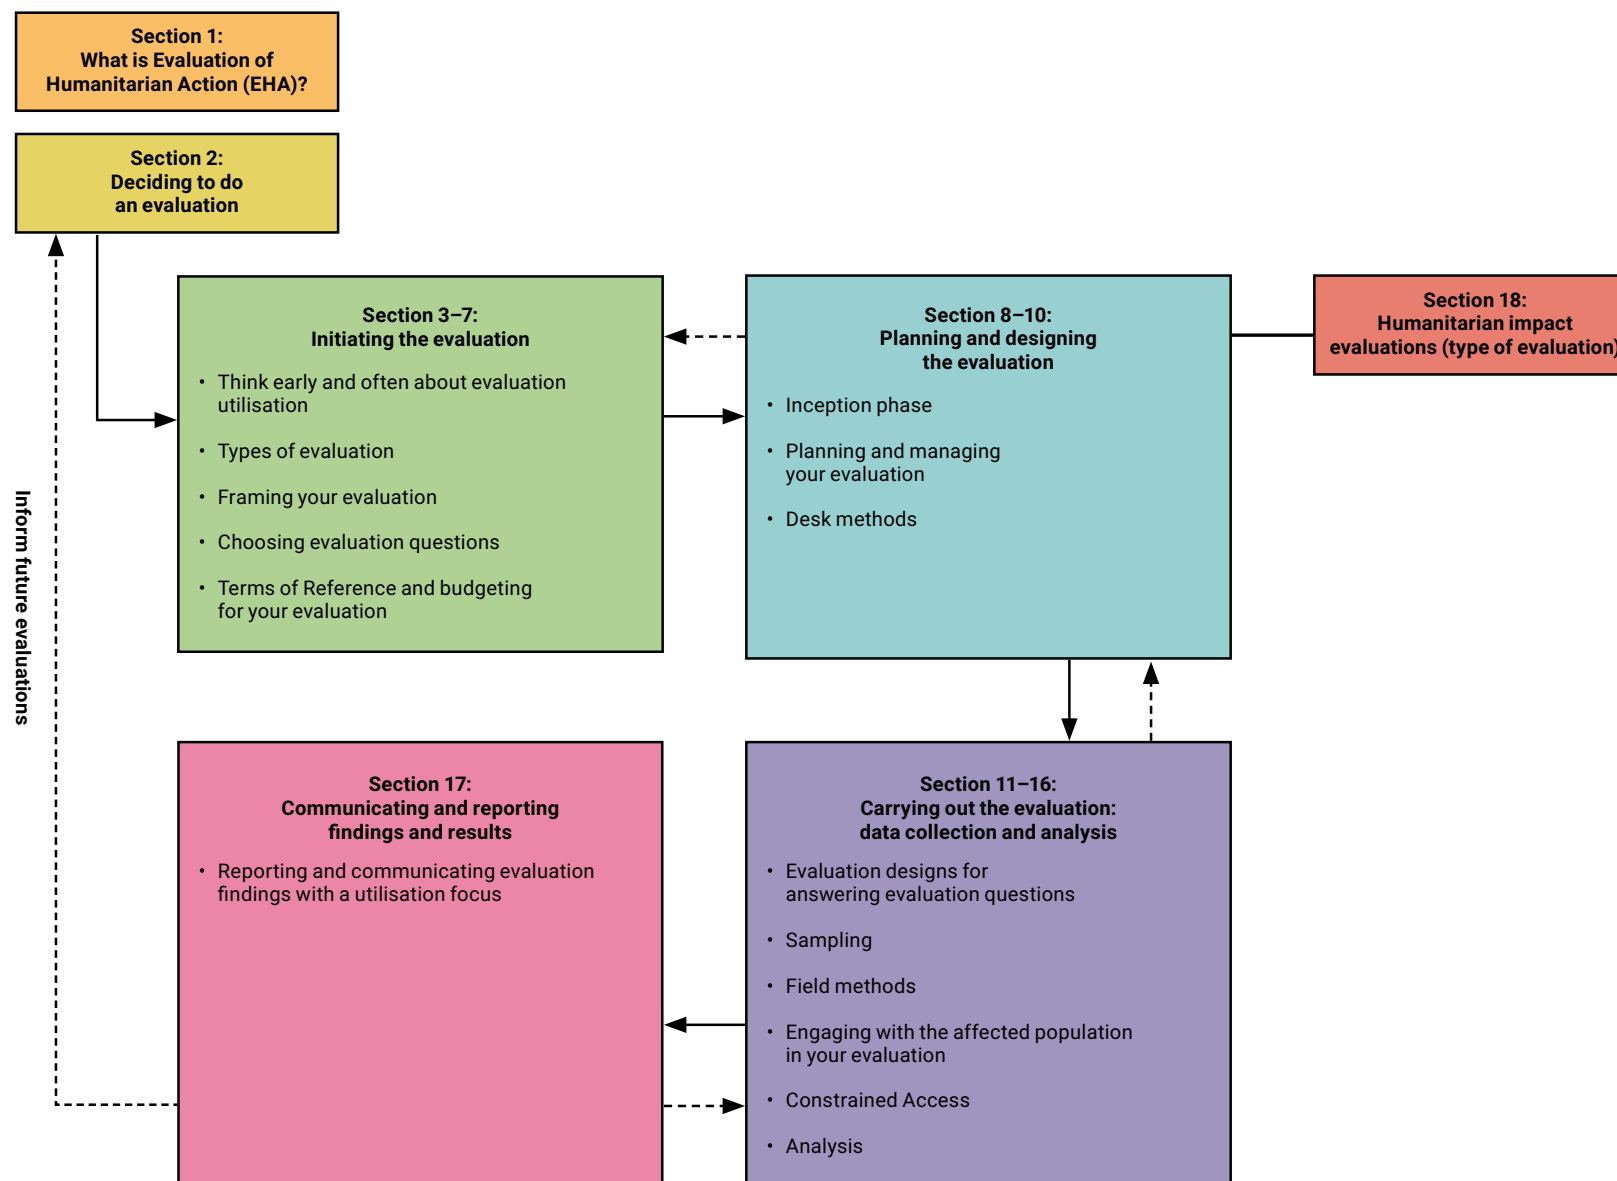 Section 1:
What is Evaluation of
Humanitarian Action (EHA)?
Section 2:
Deciding to do
an evaluation
Section 3–7:
Initiating the evaluation
• Think early and often about evaluation
utilisation
• Types of evaluation
• Framing your evaluation
• Choosing evaluation questions
• Terms of Reference and budgeting
for your evaluation
Section 8–10:
Planning and designing
the evaluation
• Inception phase
• Planning and managing
your evaluation
• Desk methods
Section 18:
Humanitarian impact
evaluations (type of evaluation)
Inform future evaluations
Section 17:
Communicating and reporting
findings and results
• Reporting and communicating evaluation
findings with a utilisation focus
Section 11–16:
Carrying out the evaluation:
data collection and analysis
• Evaluation designs for
answering evaluation questions
• Sampling
• Field methods
• Engaging with the affected population
in your evaluation
• Constrained Access
• Analysis